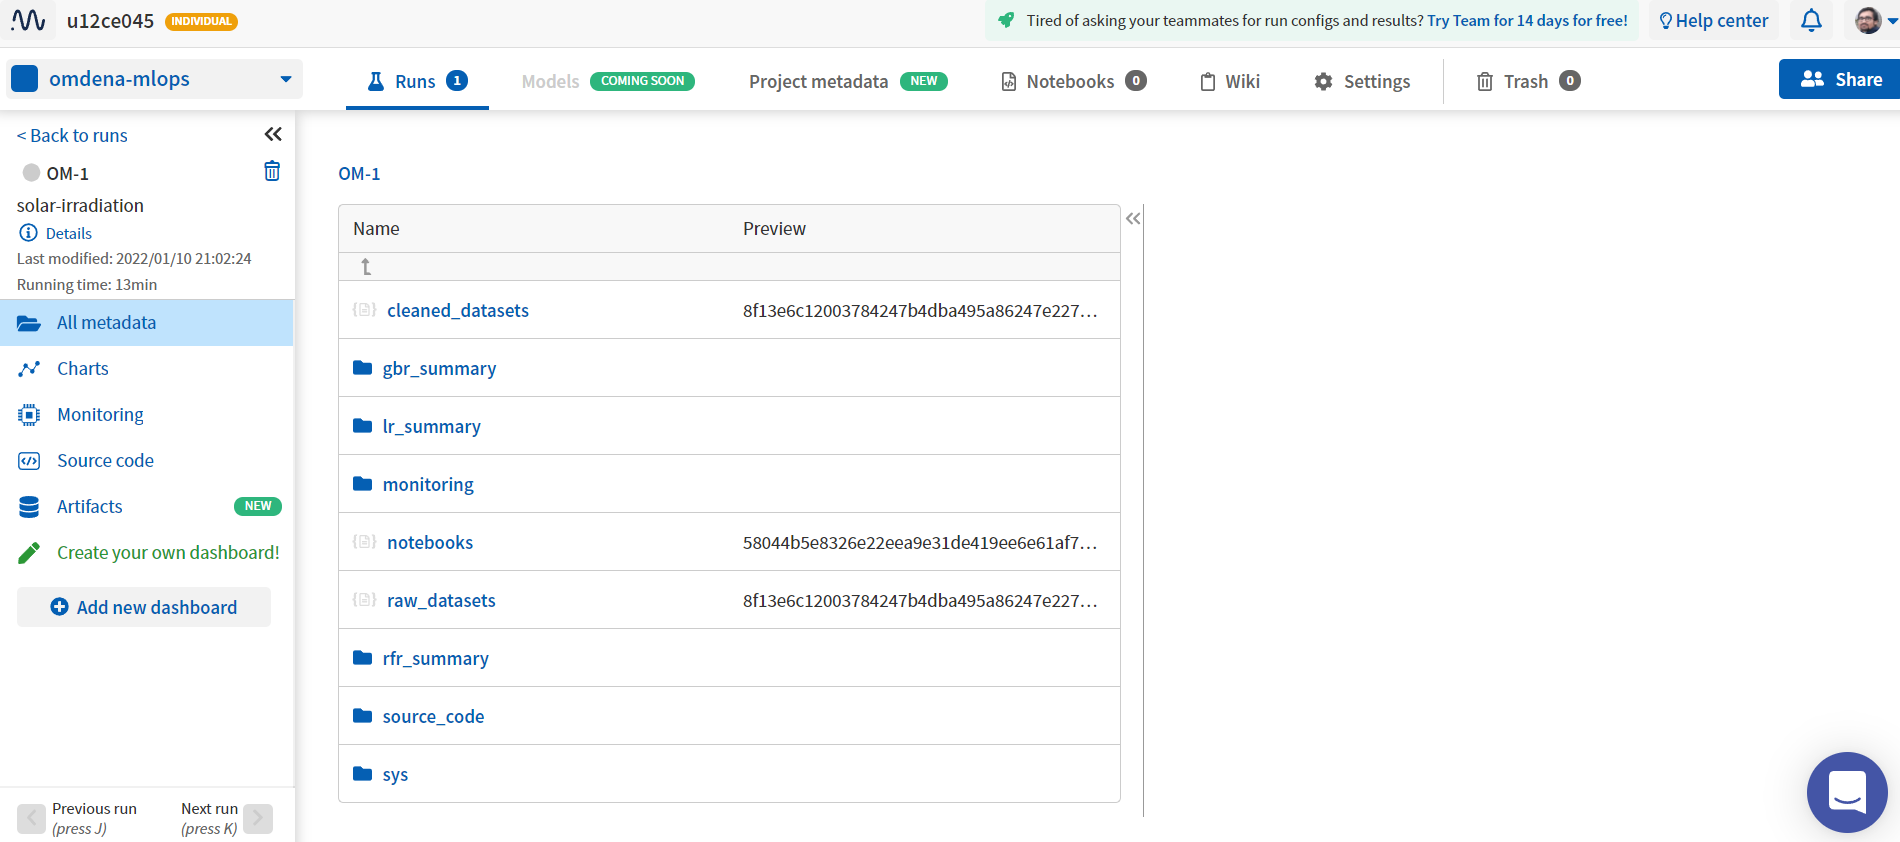 u12ce045 INDIVIDUAL
Tired of asking your teammates for run configs and results? Try Team for 14 days for free!
Help center
omdena-mlops
Runs 1
Models COMING SOON
Project metadata NEW
Notebooks 0
Wiki
Settings
Trash 0
Share
< Back to runs
OM-1
solar-irradiation
Details
Last modified: 2022/01/10 21:02:24
Running time: 13min
All metadata
Charts
Monitoring
Source code
Artifacts NEW
Create your own dashboard!
Add new dashboard
Previous run
(press J)
Next run
(press K)
OM-1
Name Preview
cleaned_datasets 8f13e6c12003784247b4dba495a86247e227...
gbr_summary
lr_summary
monitoring
notebooks 58044b5e8326e22eea9e31de419ee6e61af7...
raw_datasets 8f13e6c12003784247b4dba495a86247e227...
rfr_summary
source_code
sys